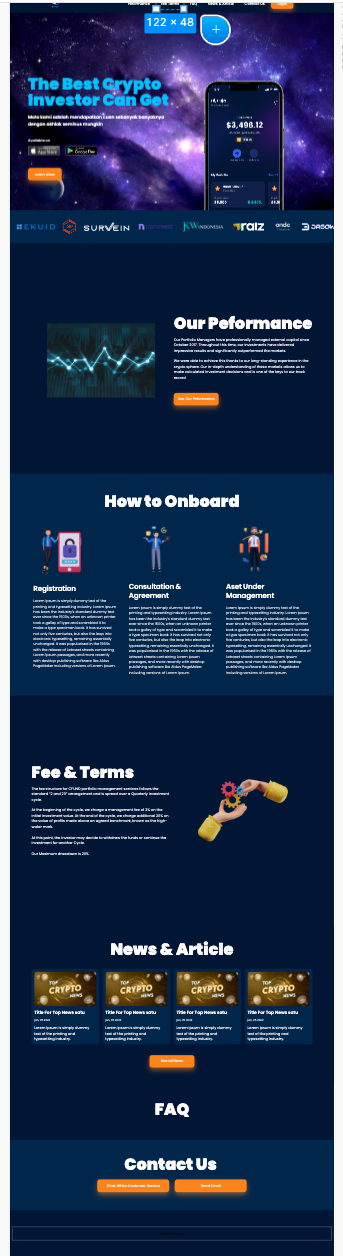 122 × 48
Performance
FAQ
News & Article
Contact Us
The Best Crypto
Investor Can Get
Moto kami adalah mendapatkan cuan sebanyak banyaknya
dengan akhlak seminus mungkin
Available on
App Store
Google Play
Learn More
$3,498.12
EKUID
SURVEIN
KW INDONESIA
raiz
Our Peformance
Our Portfolio Managers have professionally managed external capital since
October 2017. Throughout this time, our investments have delivered
impressive results and significantly outperformed the markets.
We were able to achieve this thanks to our long-standing experience in the
crypto sphere. In-depth understanding of these markets allows us to
make calculated investment decisions and is one of the keys to our track
record
See Our Peformance
How to Onboard
Registration
Lorem Ipsum is simply dummy text of the
printing and typesetting industry. Lorem Ipsum
has been the industry's standard dummy text
ever since the 1500s, when an unknown printer
took a galley of type and scrambled it to
make a type specimen book. It has survived
not only five centuries, but also the leap into
electronic typesetting, remaining essentially
unchanged. It was popularised in the 1960s
with the release of Letraset sheets containing
Lorem Ipsum passages, and more recently
with desktop publishing software like Aldus
PageMaker including versions of Lorem Ipsum.
Consultation &
Agreement
Lorem Ipsum is simply dummy text of the
printing and typesetting industry. Lorem Ipsum
has been the industry's standard dummy text
ever since the 1500s, when an unknown printer
took a galley of type and scrambled it to make a
type specimen book. It has survived not only five
centuries, but also the leap into electronic
typesetting, remaining essentially unchanged. It
was popularised in the 1960s with the release of
Letraset sheets containing Lorem Ipsum
passages, and more recently with desktop
publishing software like Aldus PageMaker
including versions of Lorem Ipsum.
Aset Under
Management
Lorem Ipsum is simply dummy text of the
printing and typesetting industry. Lorem Ipsum
has been the industry's standard dummy text
ever since the 1500s, when an unknown printer
took a galley of type and scrambled it to make a
type specimen book. It has survived not only five
centuries, but also the leap into electronic
typesetting, remaining essentially unchanged. It
was popularised in the 1960s with the release of
Letraset sheets containing Lorem Ipsum
passages, and more recently with desktop
publishing software like Aldus PageMaker
including versions of Lorem Ipsum.
Fee & Terms
The fee structure for CFUND portfolio management services follows the
standard "2 and 20" arrangement and is spread over a Quarterly investment
cycle.
At the beginning of the cycle, we charge a management fee of 2% on the
initial investment value. At the end of the cycle, we charge additional 20% on
the value of profits made above an agreed benchmark, known as the high-
water mark.
At this point, the investor may decide to withdraw the funds or continue the
investment for another Cycle.
Our Maximum drawdown is 25%
News & Article
TOP CRYPTO NEWS
Title For Top News satu
Lorem Ipsum is simply dummy
text of the printing and
typesetting industry.
TOP CRYPTO NEWS
Title For Top News satu
Lorem Ipsum is simply dummy
text of the printing and
typesetting industry.
TOP CRYPTO NEWS
Title For Top News satu
Lorem Ipsum is simply dummy
text of the printing and
typesetting industry.
TOP CRYPTO NEWS
Title For Top News satu
Lorem Ipsum is simply dummy
text of the printing and
typesetting industry.
FAQ
Contact Us
Chat White Customer Service
Send Email